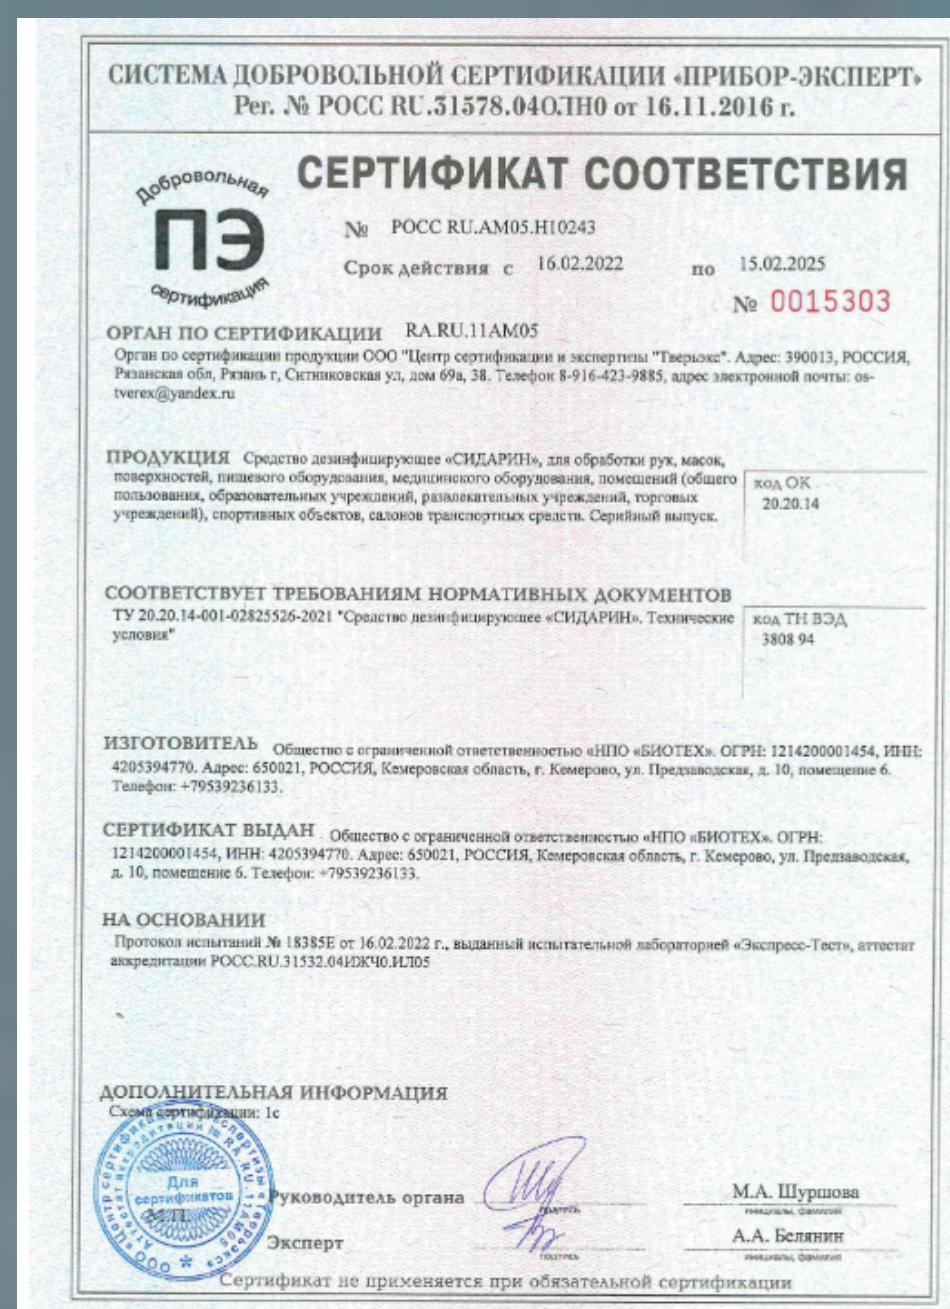 СИСТЕМА ДОБРОВОЛЬНОЙ СЕРТИФИКАЦИИ «ПРИБОР-ЭКСПЕРТ»
Рег. № РОСС RU.31578.04ОЛН0 от 16.11.2016 г.
Добровольная
ПЭ
сертификация
СЕРТИФИКАТ СООТВЕТСТВИЯ
№ РОСС RU.АМ05.Н10243
Срок действия с 16.02.2022 по 15.02.2025
№ 0015303
ОРГАН ПО СЕРТИФИКАЦИИ RA.RU.11АМ05
Орган по сертификации продукции ООО "Центр сертификации и экспертизы "Тверьэкс". Адрес: 390013, РОССИЯ,
Рязанская обл, Рязань г, Ситниковская ул, дом 69а, 38. Телефон 8-916-423-9885, адрес электронной почты: os-
tverex@yandex.ru
ПРОДУКЦИЯ Средство дезинфицирующее «СИДАРИН», для обработки рук, масок,
поверхностей, пищевого оборудования, медицинского оборудования, помещений (общего
пользования, образовательных учреждений, развлекательных учреждений, торговых
учреждений), спортивных объектов, салонов транспортных средств. Серийный выпуск.
код ОК
20.20.14
СООТВЕТСТВУЕТ ТРЕБОВАНИЯМ НОРМАТИВНЫХ ДОКУМЕНТОВ
ТУ 20.20.14-001-02825526-2021 "Средство дезинфицирующее «СИДАРИН». Технические
условия"
код ТН ВЭД
3808 94
ИЗГОТОВИТЕЛЬ Общество с ограниченной ответственностью «НПО «БИОТЕХ». ОГРН: 1214200001454, ИНН:
4205394770. Адрес: 650021, РОССИЯ, Кемеровская область, г. Кемерово, ул. Предзаводская, д. 10, помещение 6.
Телефон: +79539236133.
СЕРТИФИКАТ ВЫДАН Общество с ограниченной ответственностью «НПО «БИОТЕХ». ОГРН:
1214200001454, ИНН: 4205394770. Адрес: 650021, РОССИЯ, Кемеровская область, г. Кемерово, ул. Предзаводская,
д. 10, помещение 6. Телефон: +79539236133.
НА ОСНОВАНИИ
Протокол испытаний № 18385Е от 16.02.2022 г., выданный испытательной лабораторией «Экспресс-Тест», аттестат
аккредитации РОСС.RU.31532.04ИЖЧ0.ИЛ05
ДОПОЛНИТЕЛЬНАЯ ИНФОРМАЦИЯ
Схема сертификации: 1с
Для
сертификатов
М.П.
Руководитель органа
подпись
М.А. Шуршова
инициалы, фамилия
Эксперт
подпись
А.А. Белянин
инициалы, фамилия
Сертификат не применяется при обязательной сертификации